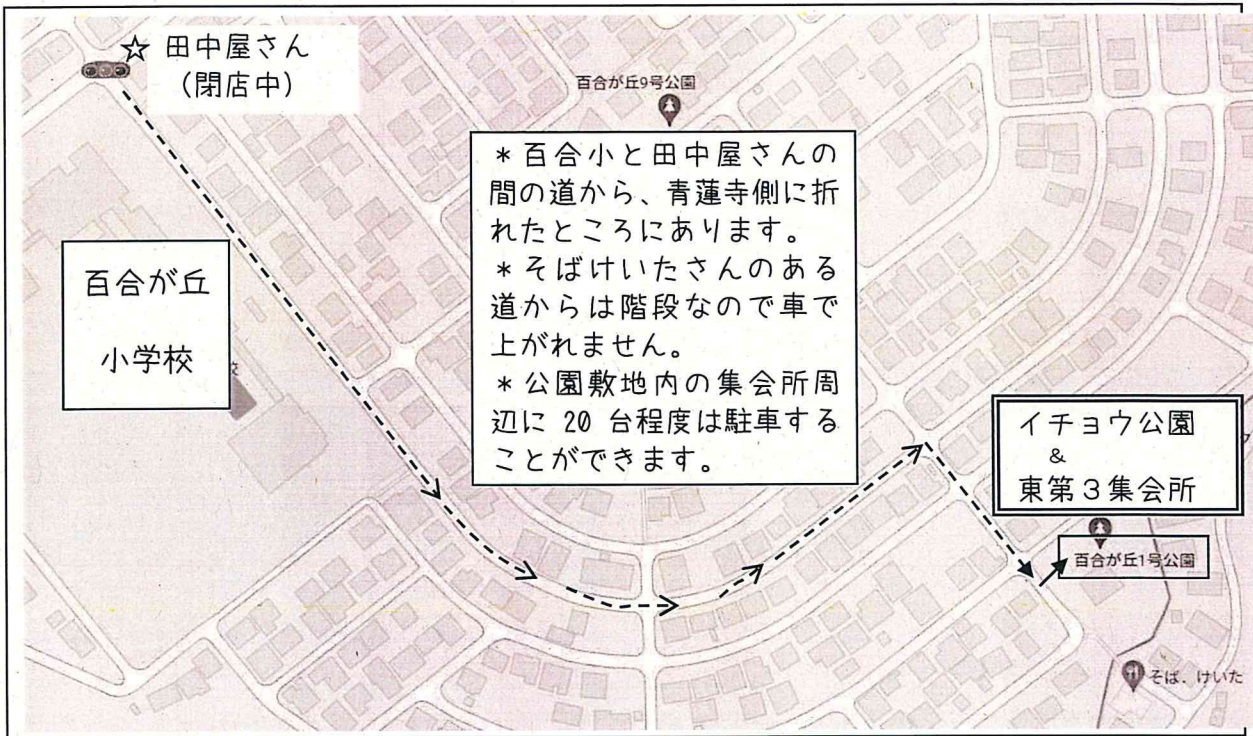 ☆ 田中屋さん
(閉店中)
百合が丘9号公園
*百合小と田中屋さんの
間の道から、青蓮寺側に折
れたところにあります。
*そばけいたさんのある
道からは階段なので車で
上がれません。
*公園敷地内の集会所周
辺に 20 台程度は駐車する
ことができます。
百合が丘
小学校
校
イチョウ公園
&
東第3集会所
百合が丘1号公園
そば．けいた